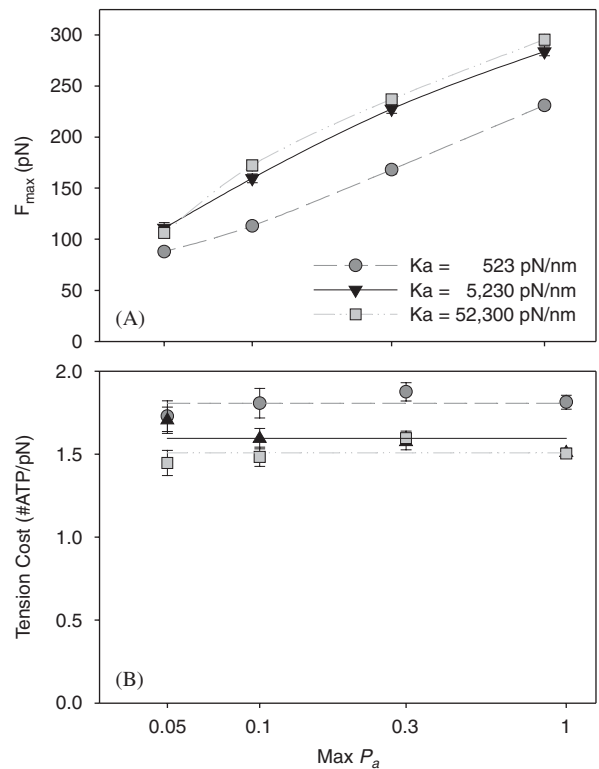 300
250
200
150
100
50
0
F_max (pN)
Ka = 523 pN/nm
Ka = 5,230 pN/nm
Ka = 52,300 pN/nm
(A)
2.0
1.5
1.0
0.5
0.0
Tension Cost (#ATP/pN)
(B)
0.05 0.1 0.3 1
Max P_a